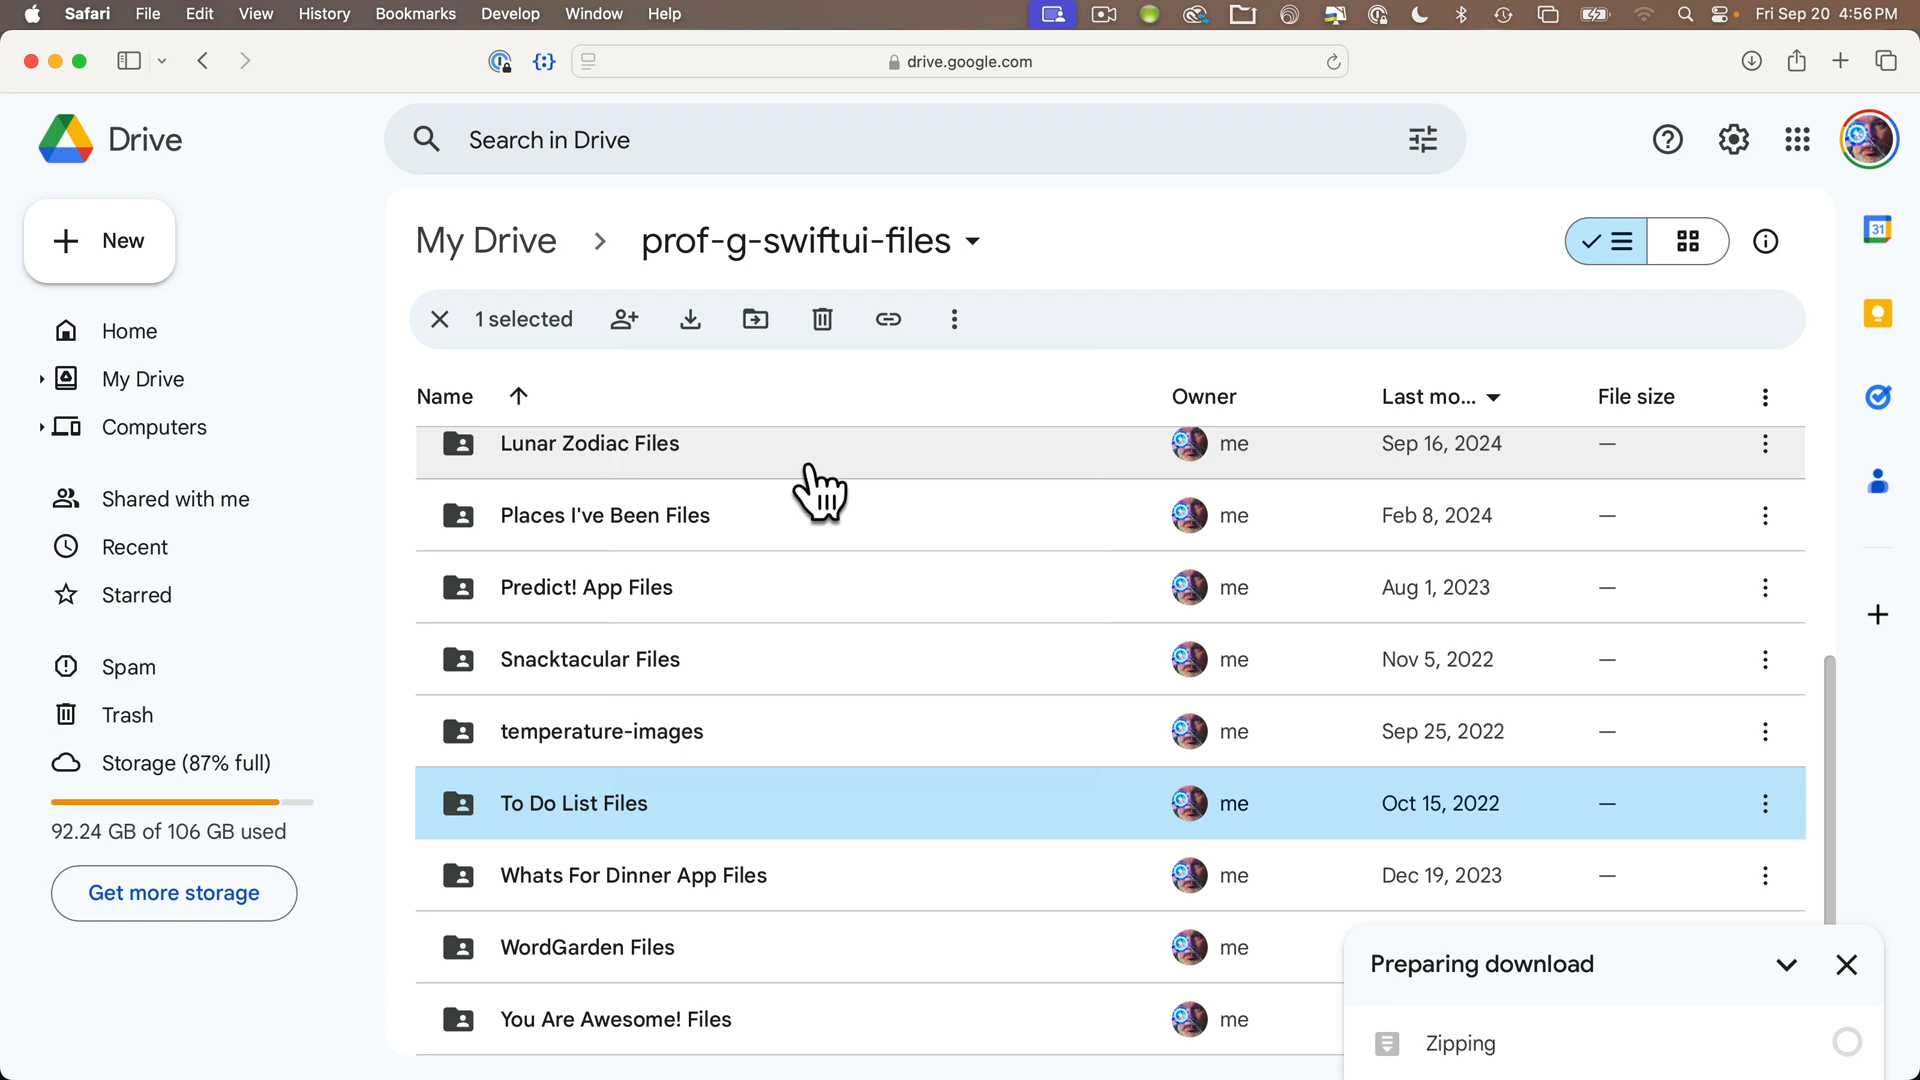 Safari File Edit View History Bookmarks Develop Window Help Fri Sep 20 4:56 PM
drive.google.com
Drive
Search in Drive
New
My Drive > prof-g-swiftui-files
31
1 selected
Home
My Drive
Computers
Shared with me
Recent
Starred
Spam
Trash
Storage (87% full)
92.24 GB of 106 GB used
Get more storage
Name Owner Last mo... File size
Lunar Zodiac Files me Sep 16, 2024 —
Places I've Been Files me Feb 8, 2024 —
Predict! App Files me Aug 1, 2023 —
Snacktacular Files me Nov 5, 2022 —
temperature-images me Sep 25, 2022 —
To Do List Files me Oct 15, 2022 —
Whats For Dinner App Files me Dec 19, 2023 —
WordGarden Files me
You Are Awesome! Files me
Preparing download
Zipping